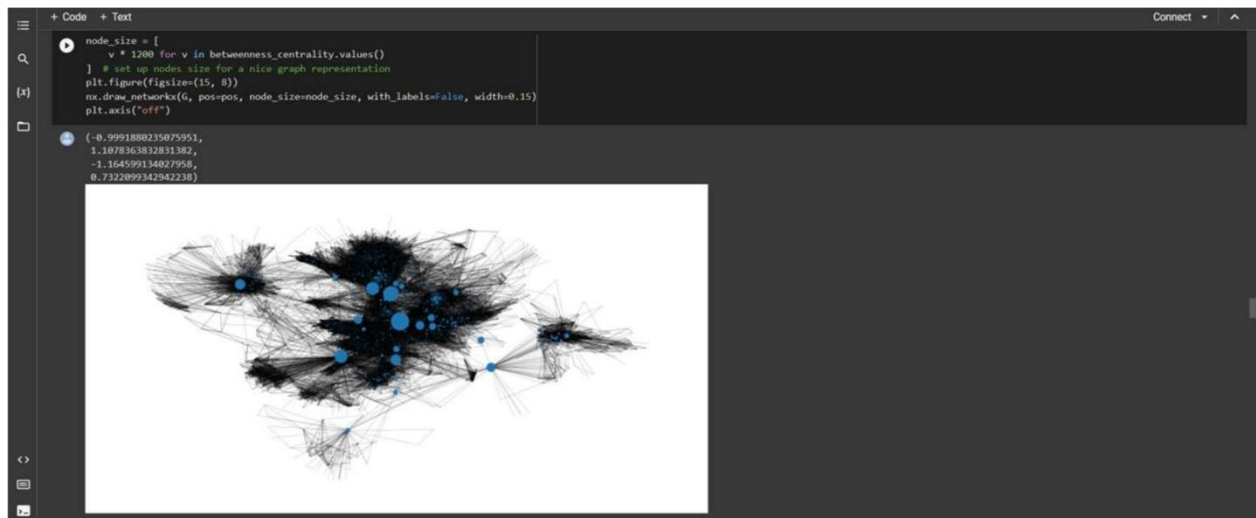 + Code + Text
Connect
node_size = [
v * 1200 for v in betweenness_centrality.values()
] # set up nodes size for a nice graph representation
plt.figure(figsize=(15, 8))
nx.draw_networkx(G, pos=pos, node_size=node_size, with_labels=False, width=0.15)
plt.axis("off")
{x}
(-0.9991880235075951,
1.1078363832831382,
-1.164599134027958,
0.7322099342942238)